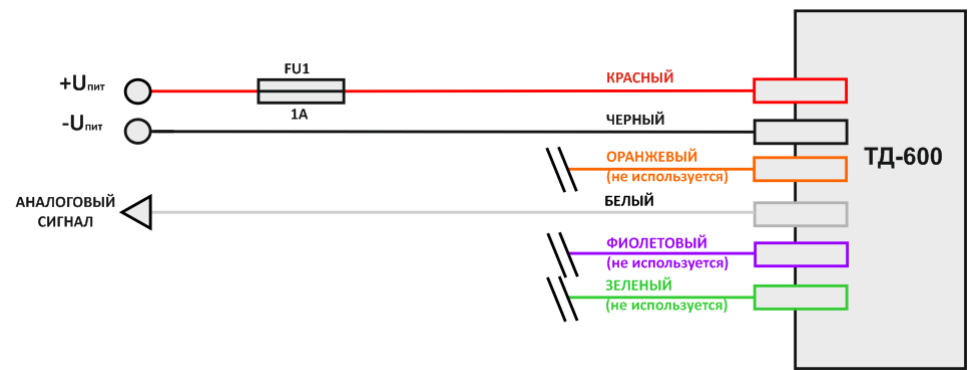 +Uпит
FU1
1А
КРАСНЫЙ
-Uпит
ЧЕРНЫЙ
ОРАНЖЕВЫЙ
(не используется)
ТД-600
АНАЛОГОВЫЙ
СИГНАЛ
БЕЛЫЙ
ФИОЛЕТОВЫЙ
(не используется)
ЗЕЛЕНЫЙ
(не используется)